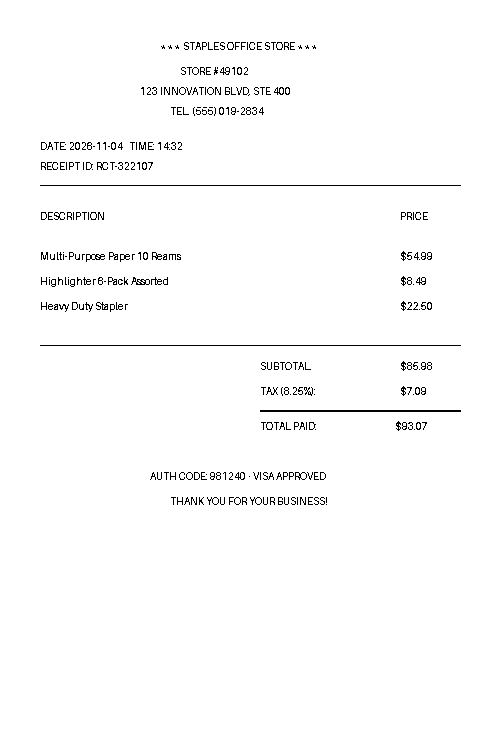 *** STAPLES OFFICE STORE ***
STORE #49102
123 INNOVATION BLVD, STE 400
TEL: (555) 019-2834
DATE: 2026-11-04 TIME: 14:32
RECEIPT ID: RCT-322107
DESCRIPTION PRICE
Multi-Purpose Paper 10 Reams $54.99
Highlighter 6-Pack Assorted $8.49
Heavy Duty Stapler $22.50
SUBTOTAL: $85.98
TAX (8.25%): $7.09
TOTAL PAID: $93.07
AUTH CODE: 981240 - VISA APPROVED
THANK YOU FOR YOUR BUSINESS!